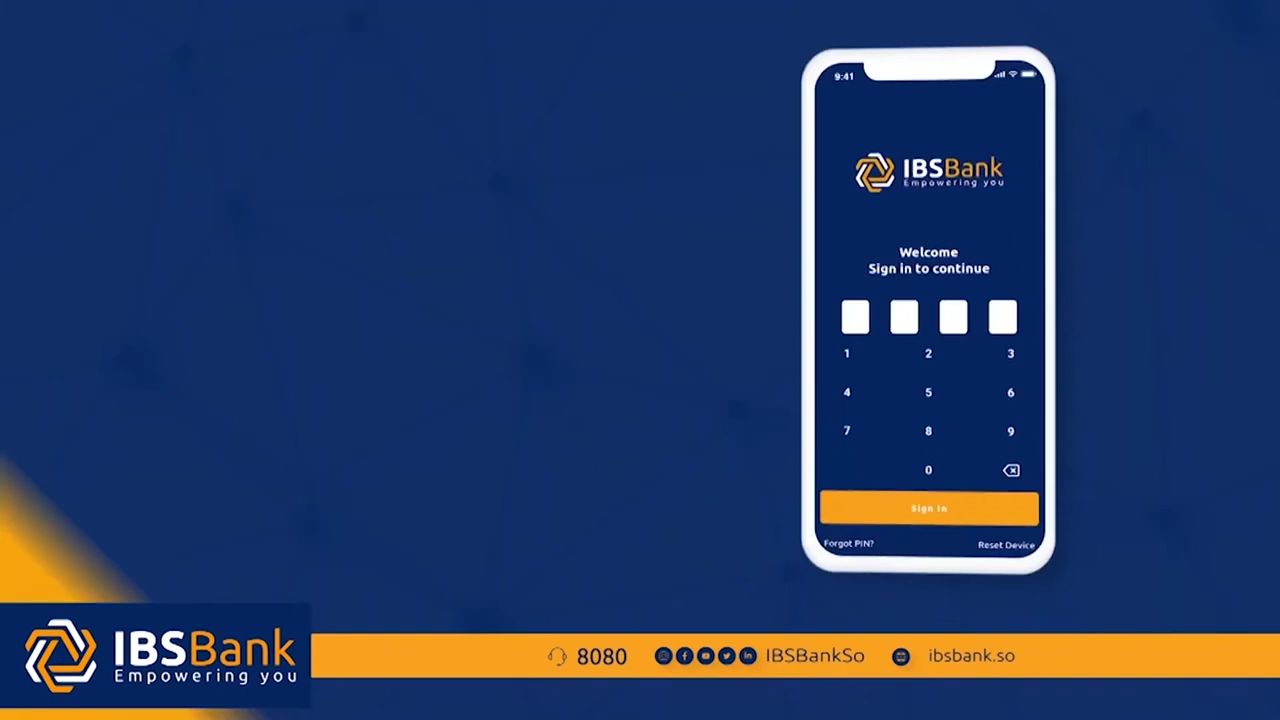 9:41
IBSBank
Empowering you
Welcome
Sign in to continue
1 2 3
4 5 6
7 8 9
0
Sign In
Forgot PIN? Reset Device
IBSBank
Empowering you
8080 IBSBankSo ibsbank.so